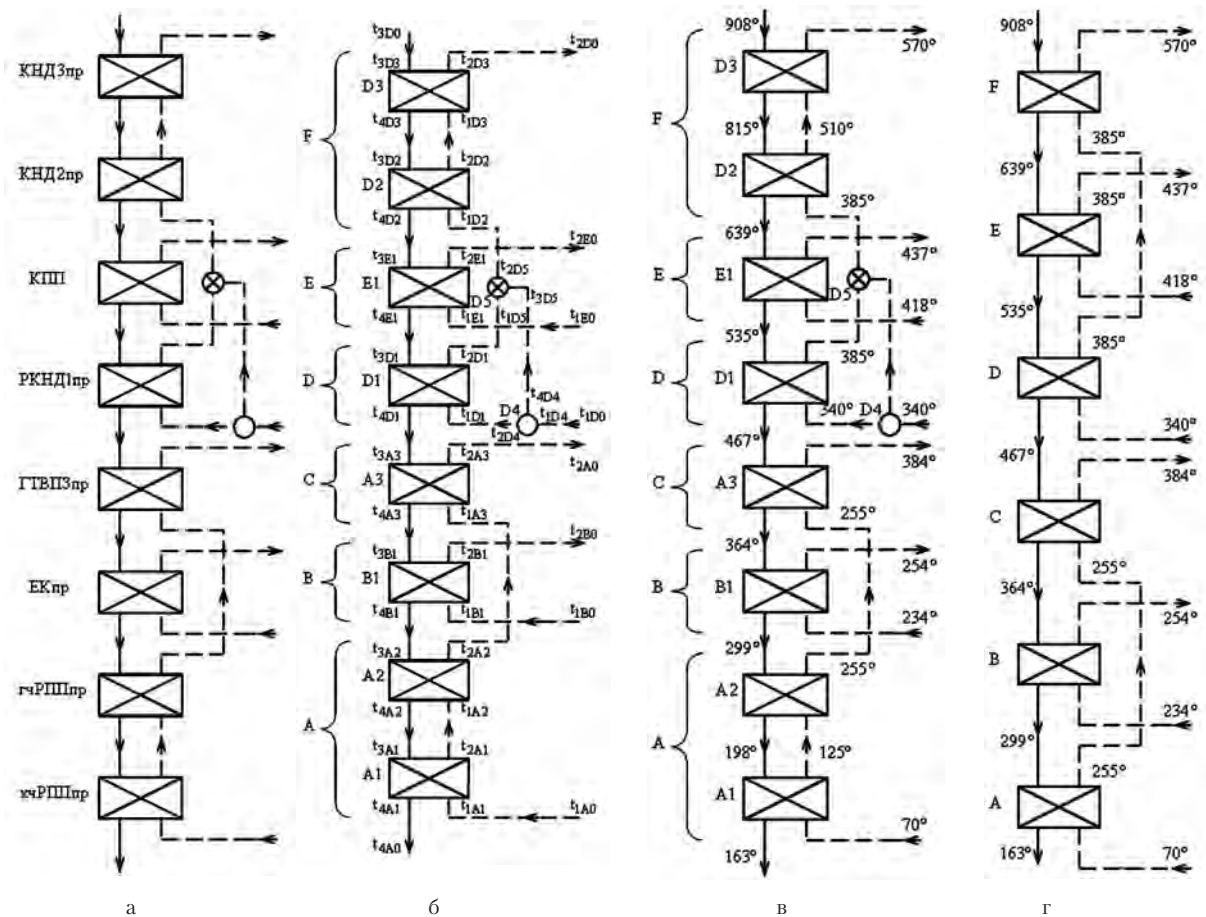 КНД3пр
КНД2пр
КПП
РКНД1пр
ГТВП3пр
ЕКпр
гчРППпр
хчРППпр
а
t3D0
t2D0
t3D3
t2D3
D3
t4D3
t1D3
F
t3D2
t2D2
D2
t4D2
t1D2
t2E0
t3E1
t2E1
t2D5
E
E1
D5
t3D5
t4E1
t1E1
t1D5
t1E0
t3D1
t2D1
D
D1
t4D4
t4D1
t1D1
D4
t1D4
t1D0
t2D4
t3A3
t2A3
t2A0
C
A3
t4A3
t1A3
t2B0
t3B1
t2B1
B
B1
t4B1
t1B1
t1B0
t3A2
t2A2
A2
t4A2
t1A2
A
t3A1
t2A1
A1
t4A1
t1A1
t1A0
t4A0
б
908°
570°
D3
F
815°
510°
D2
385°
639°
437°
E
E1
D5
418°
535°
385°
D
D1
340°
D4
340°
467°
384°
C
A3
255°
364°
254°
B
B1
234°
299°
255°
A2
A
198°
125°
A1
70°
163°
в
908°
570°
F
385°
639°
385°
437°
E
418°
535°
385°
D
340°
467°
384°
C
255°
364°
254°
B
234°
299°
255°
A
163°
70°
г